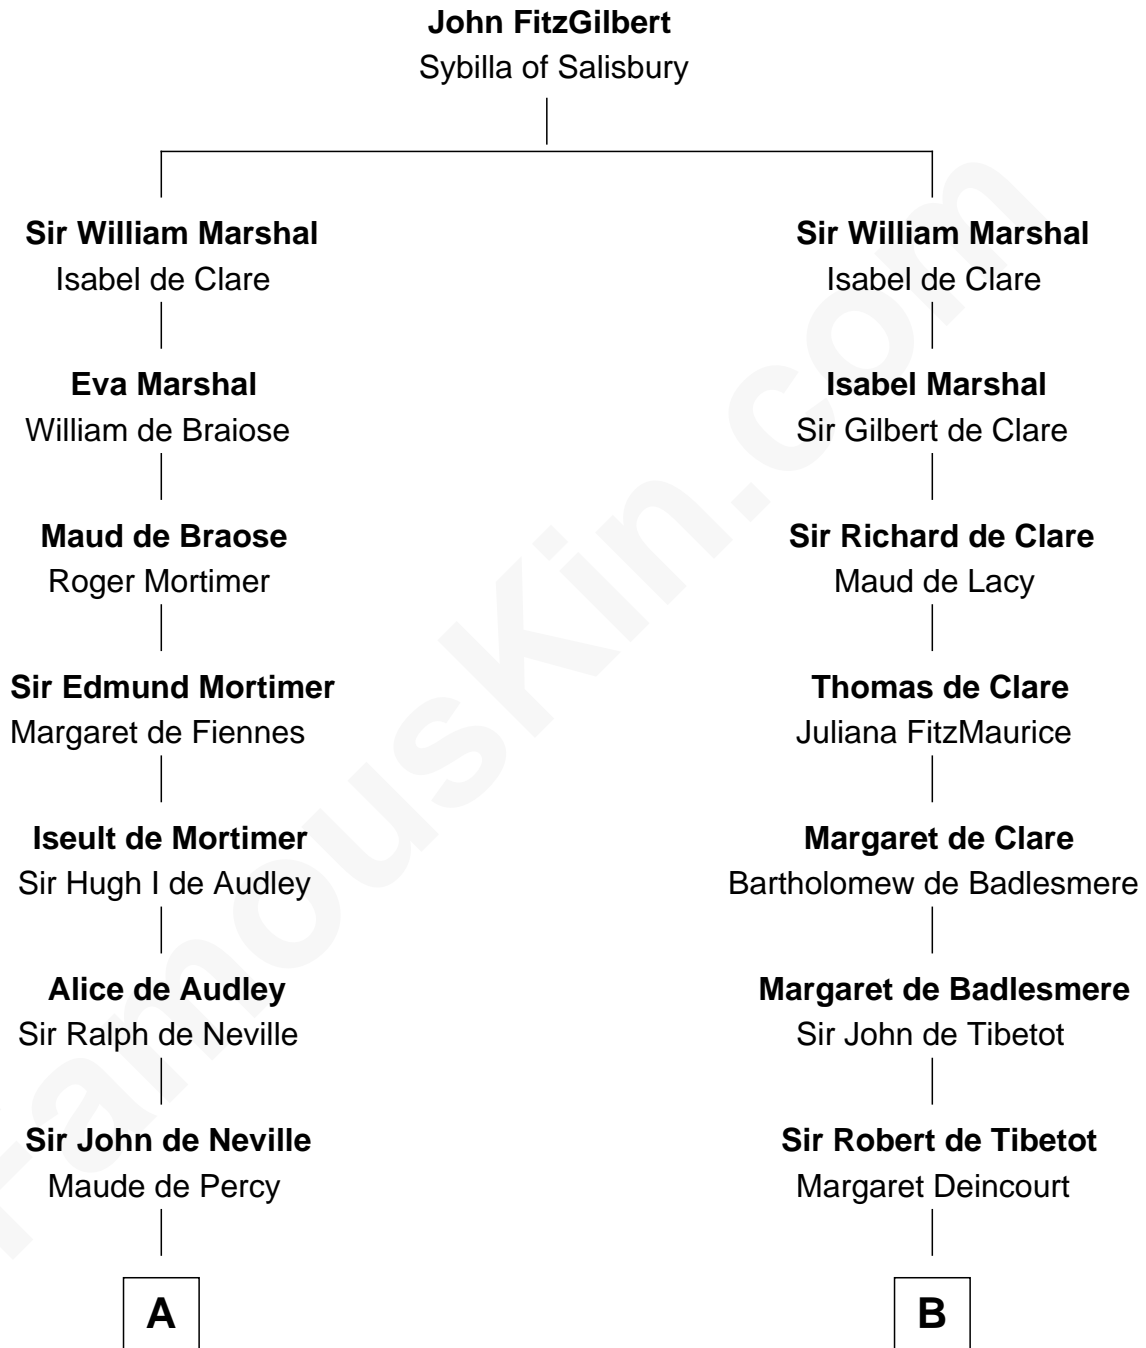 John FitzGilbert
Sybilla of Salisbury
Sir William Marshal
Isabel de Clare
Sir William Marshal
Isabel de Clare
Eva Marshal
William de Braiose
Isabel Marshal
Sir Gilbert de Clare
Maud de Braose
Roger Mortimer
Sir Richard de Clare
Maud de Lacy
Sir Edmund Mortimer
Margaret de Fiennes
Thomas de Clare
Juliana FitzMaurice
Iseult de Mortimer
Sir Hugh I de Audley
Margaret de Clare
Bartholomew de Badlesmere
Alice de Audley
Sir Ralph de Neville
Margaret de Badlesmere
Sir John de Tibetot
Sir John de Neville
Maude de Percy
Sir Robert de Tibetot
Margaret Deincourt
A
B
FamousKin.com